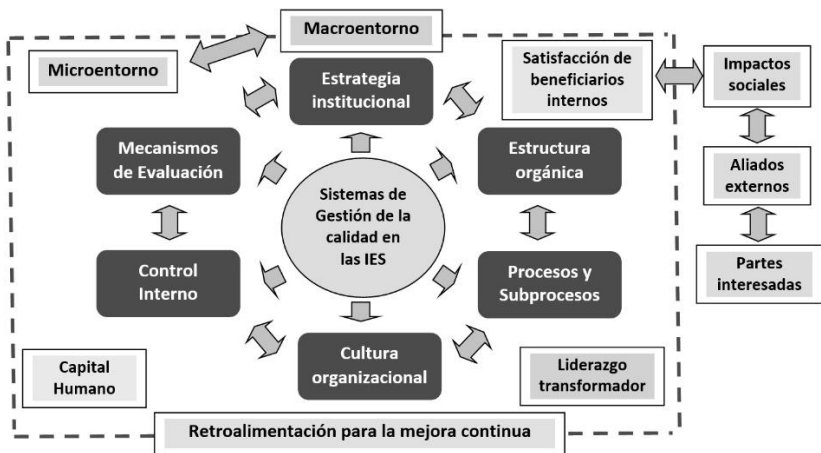 Macroentorno
Microentorno
Estrategia
institucional
Satisfacción de
beneficiarios
internos
Impactos
sociales
Mecanismos
de Evaluación
Estructura
orgánica
Aliados
externos
Sistemas de
Gestión de la
calidad en
las IES
Control
Interno
Procesos y
Subprocesos
Partes
interesadas
Capital
Humano
Cultura
organizacional
Liderazgo
transformador
Retroalimentación para la mejora continua